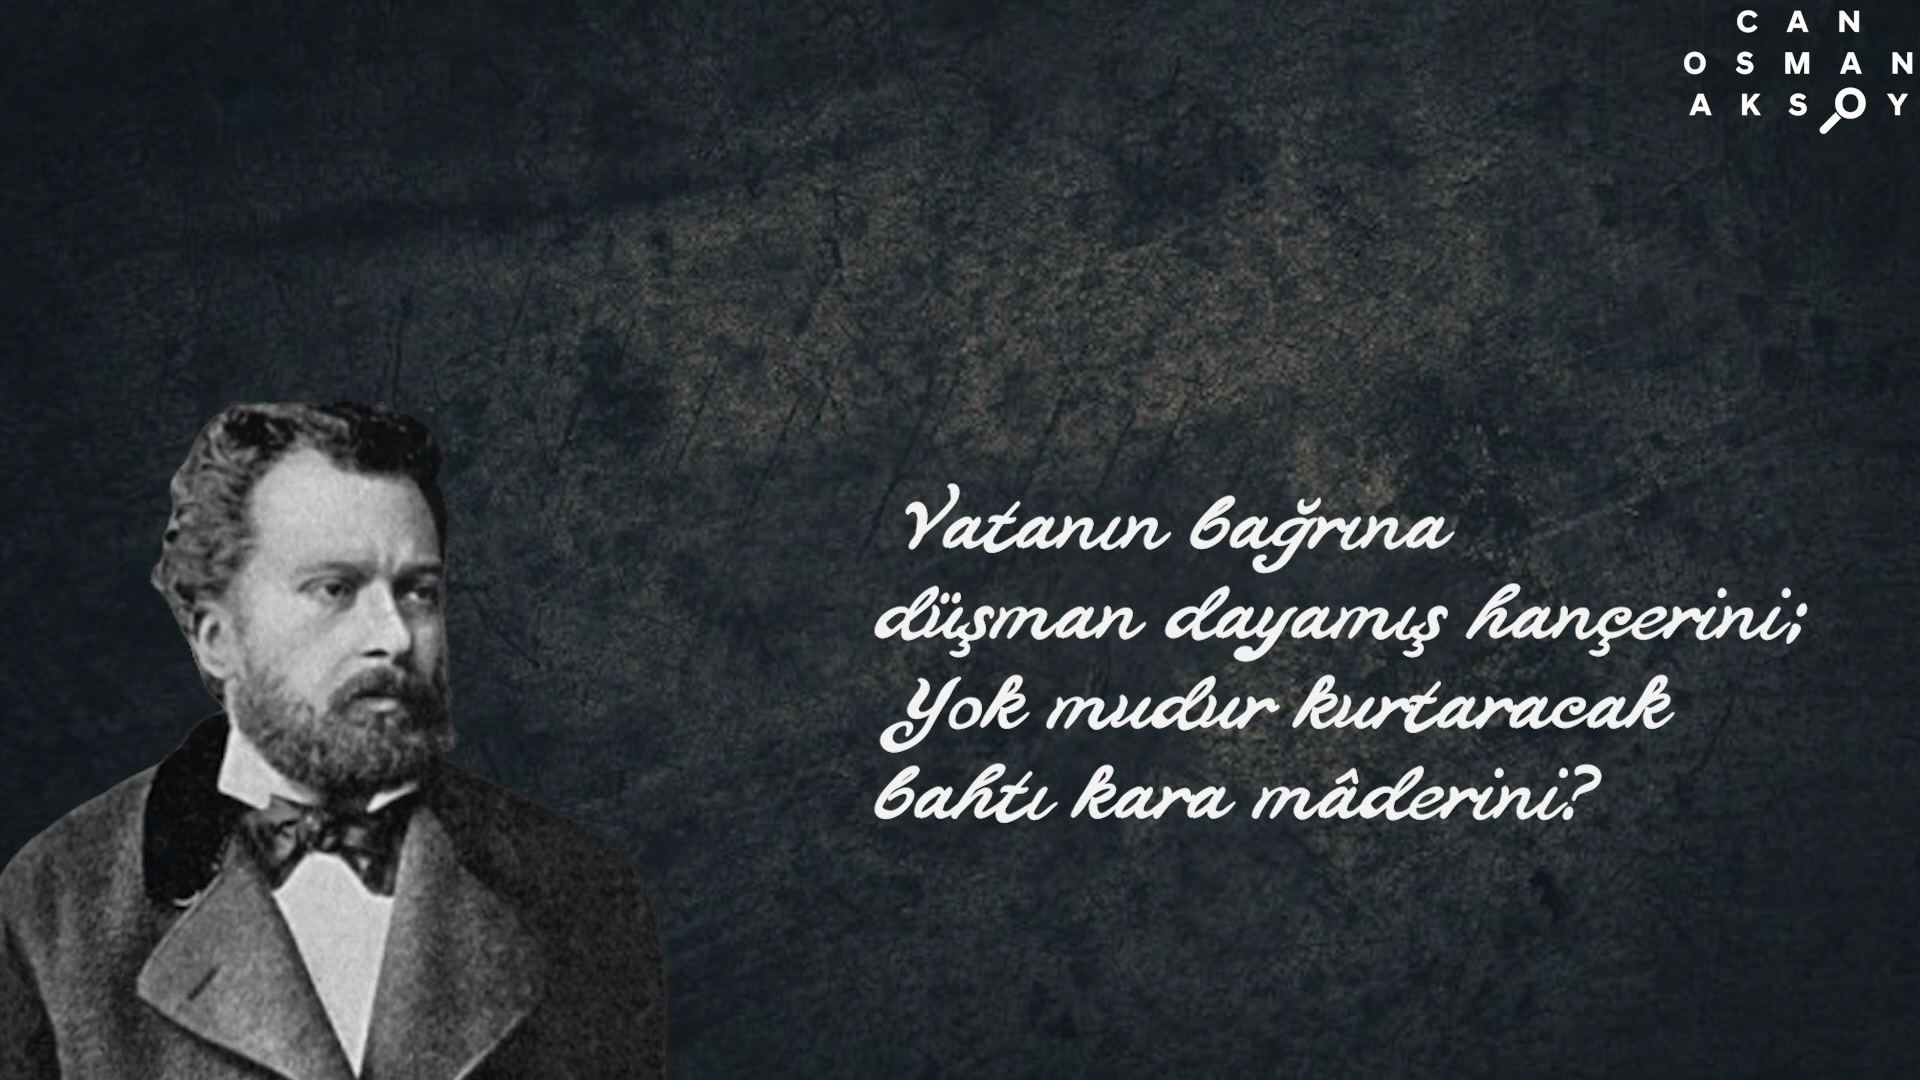 CAN
OSMAN
AKSOY
Vatanın bağrına
düşman dayamış hançerini;
Yok mudur kurtaracak
bahtı kara mâderini?